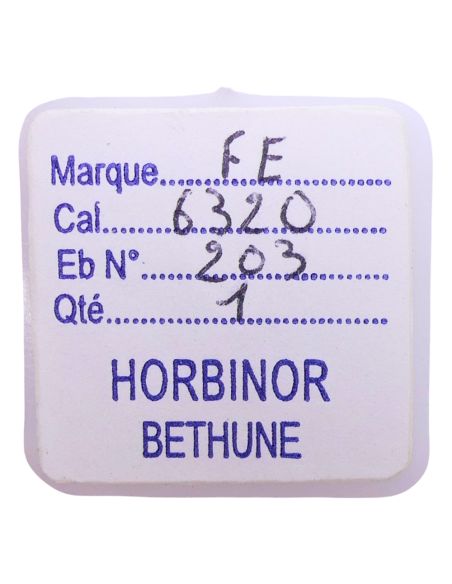 Marque......FE......
Cal......6320......
Eb N°......203......
Qté......1......
HORBINOR
BETHUNE